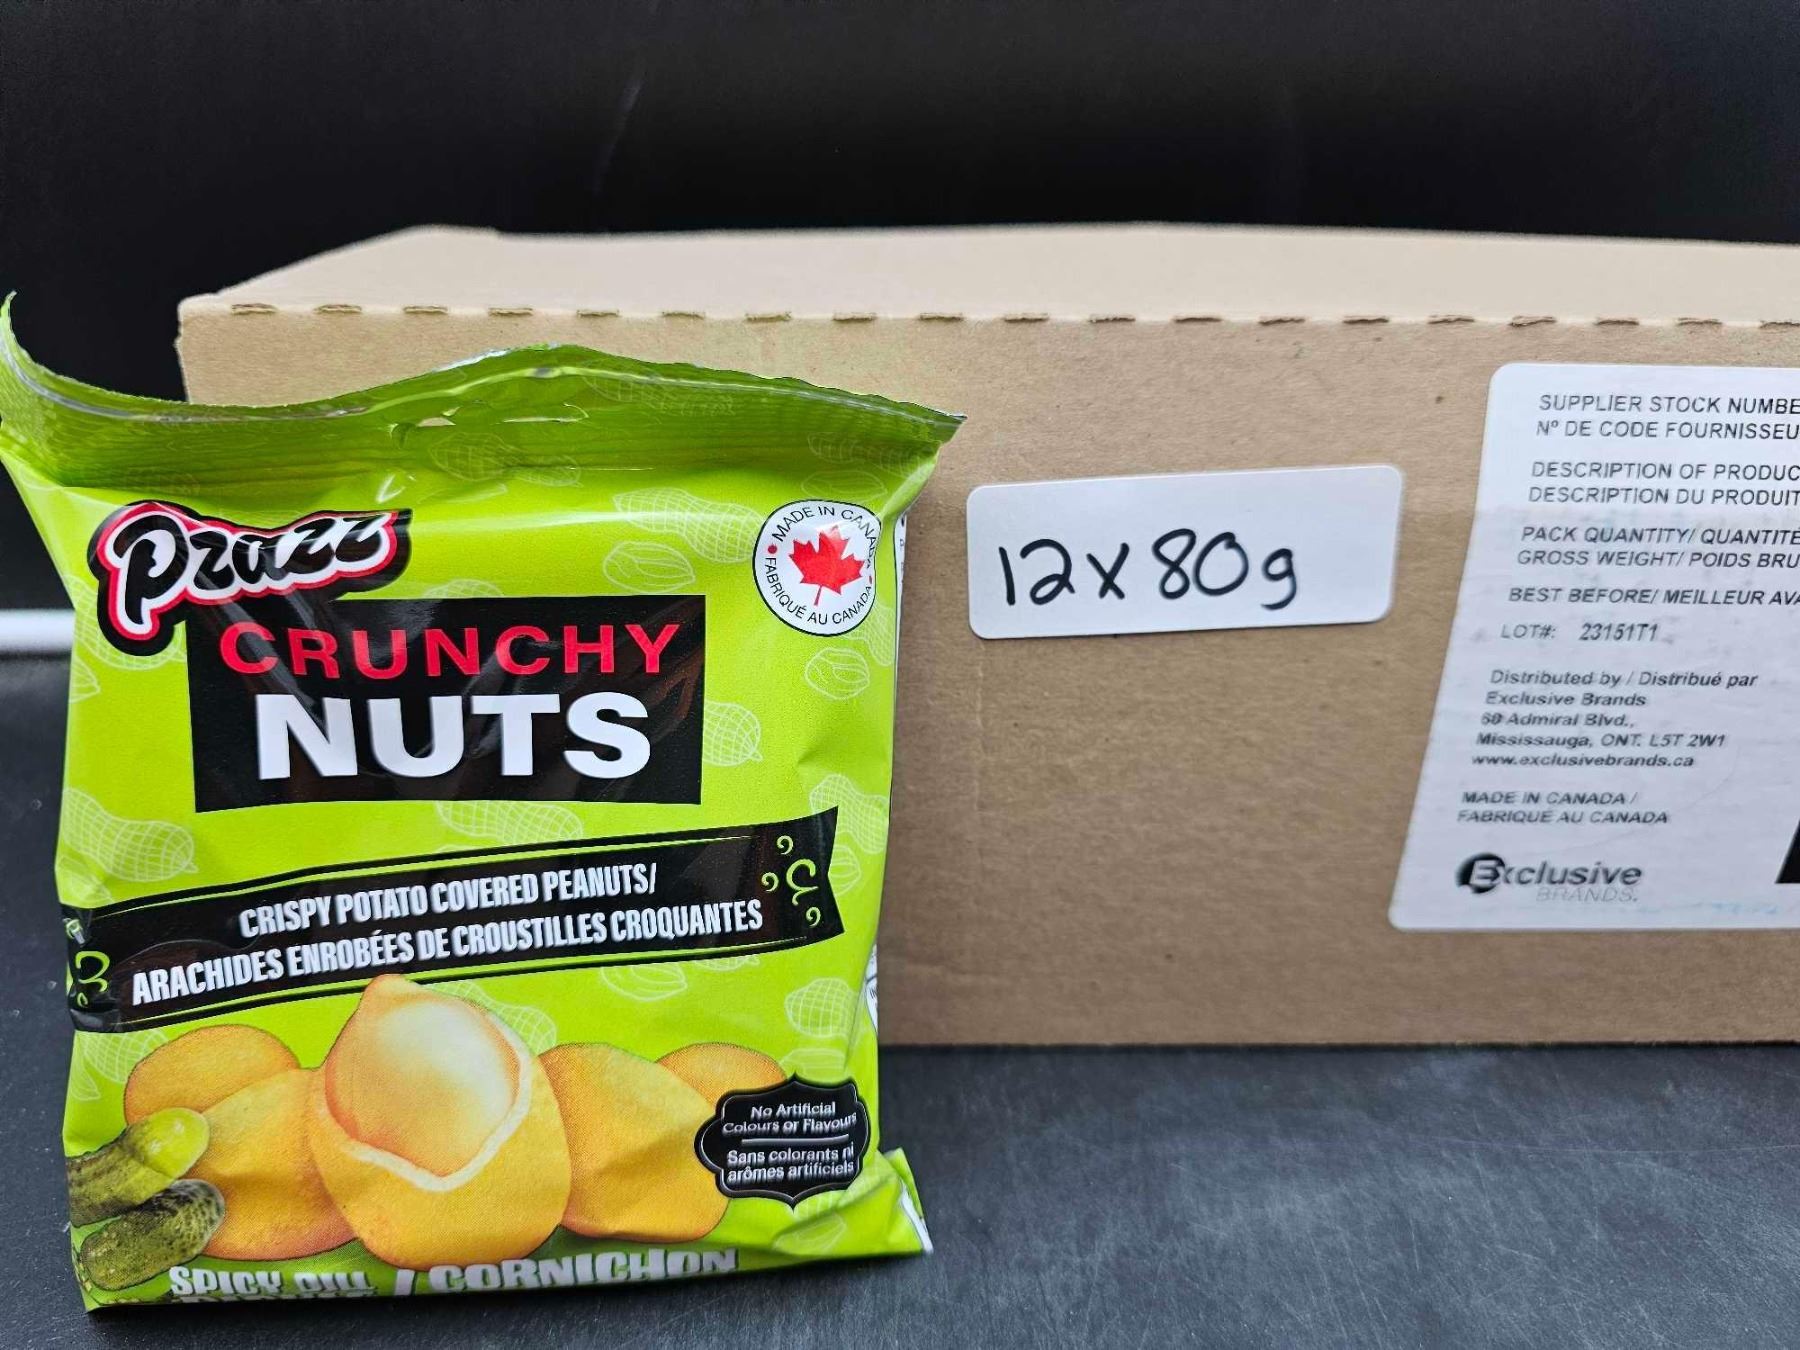 Prazz
CRUNCHY
NUTS
MADE IN CANADA
FABRIQUÉ AU CANADA
CRISPY POTATO COVERED PEANUTS/
ARACHIDES ENROBÉES DE CROUSTILLES CROQUANTES
No Artificial
Colours or Flavours
Sans colorants ni
arômes artificiels
SPICY DILL / CORNICHON
12 x 80g
SUPPLIER STOCK NUMBE
Nº DE CODE FOURNISSEU
DESCRIPTION OF PRODUC
DESCRIPTION DU PRODUIT
PACK QUANTITY/ QUANTITÉ
GROSS WEIGHT/ POIDS BRU
BEST BEFORE/ MEILLEUR AVA
LOT#: 23151T1
Distributed by / Distribué par
Exclusive Brands
60 Admiral Blvd.,
Mississauga, ONT. L5T 2W1
www.exclusivebrands.ca
MADE IN CANADA /
FABRIQUÉ AU CANADA
Exclusive
BRANDS.